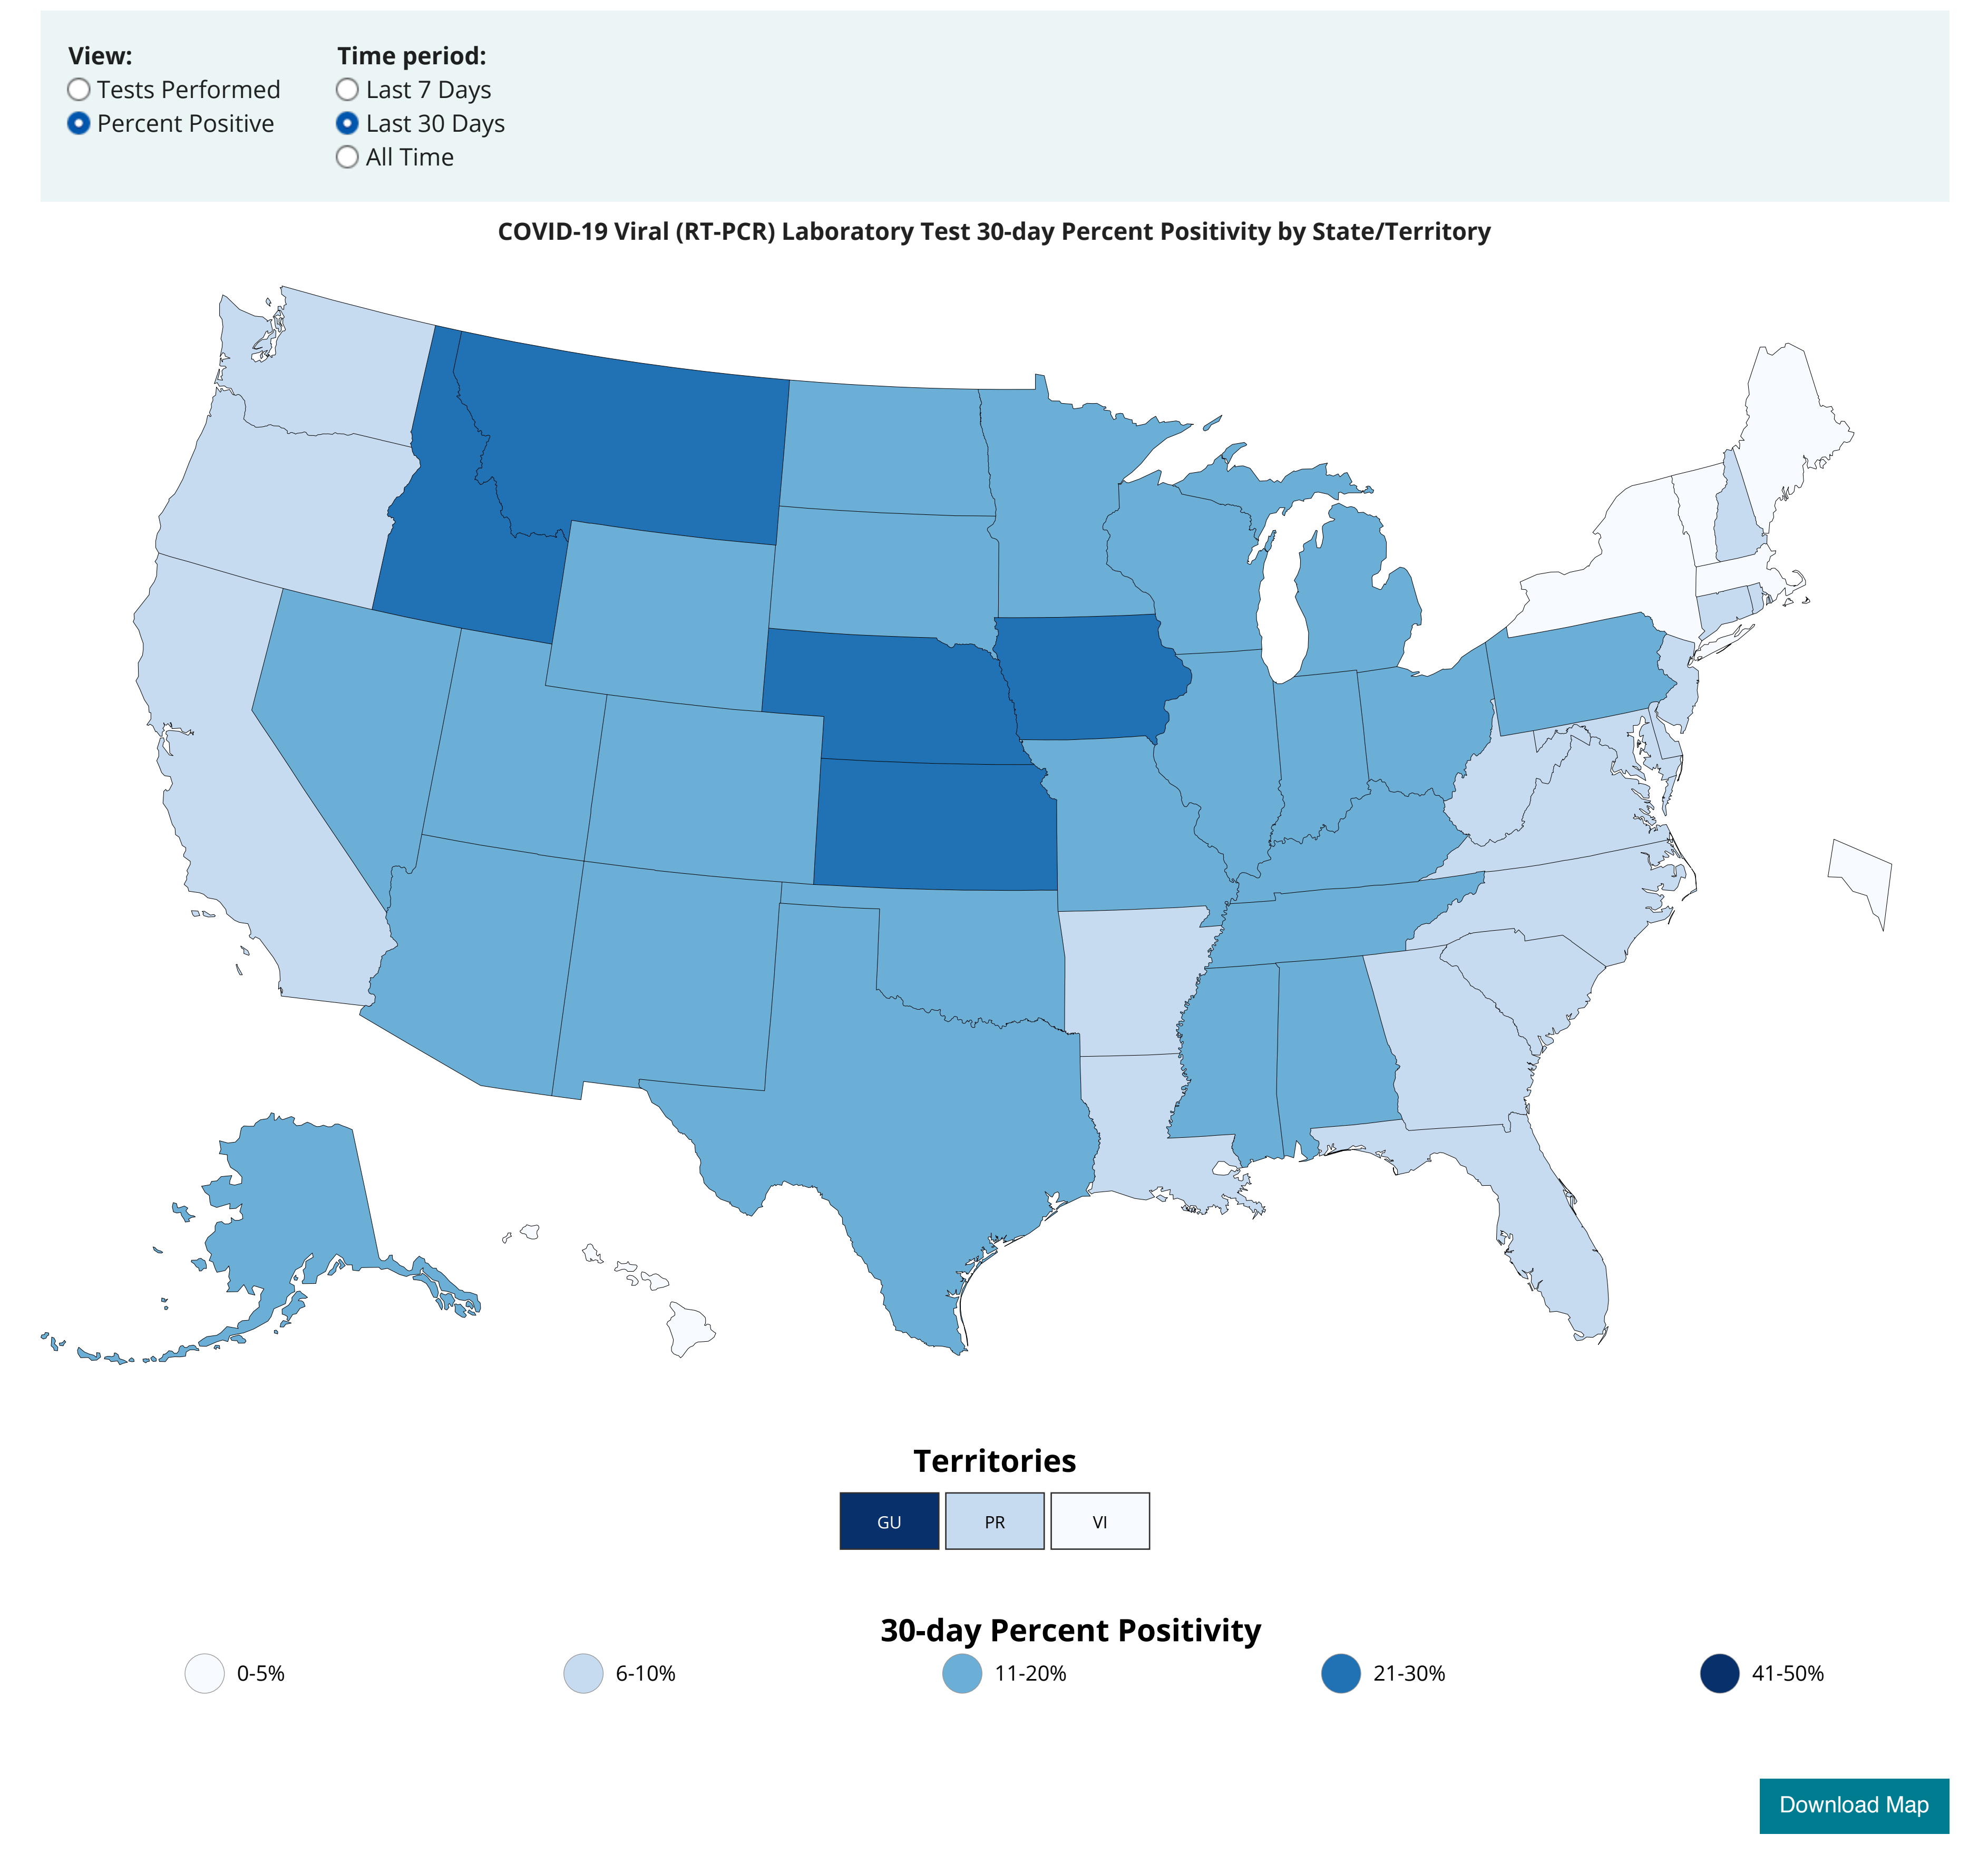 View:
Tests Performed
Percent Positive
Time period:
Last 7 Days
Last 30 Days
All Time
COVID-19 Viral (RT-PCR) Laboratory Test 30-day Percent Positivity by State/Territory
Territories
GU
PR
VI
30-day Percent Positivity
0-5%
6-10%
11-20%
21-30%
41-50%
Download Map